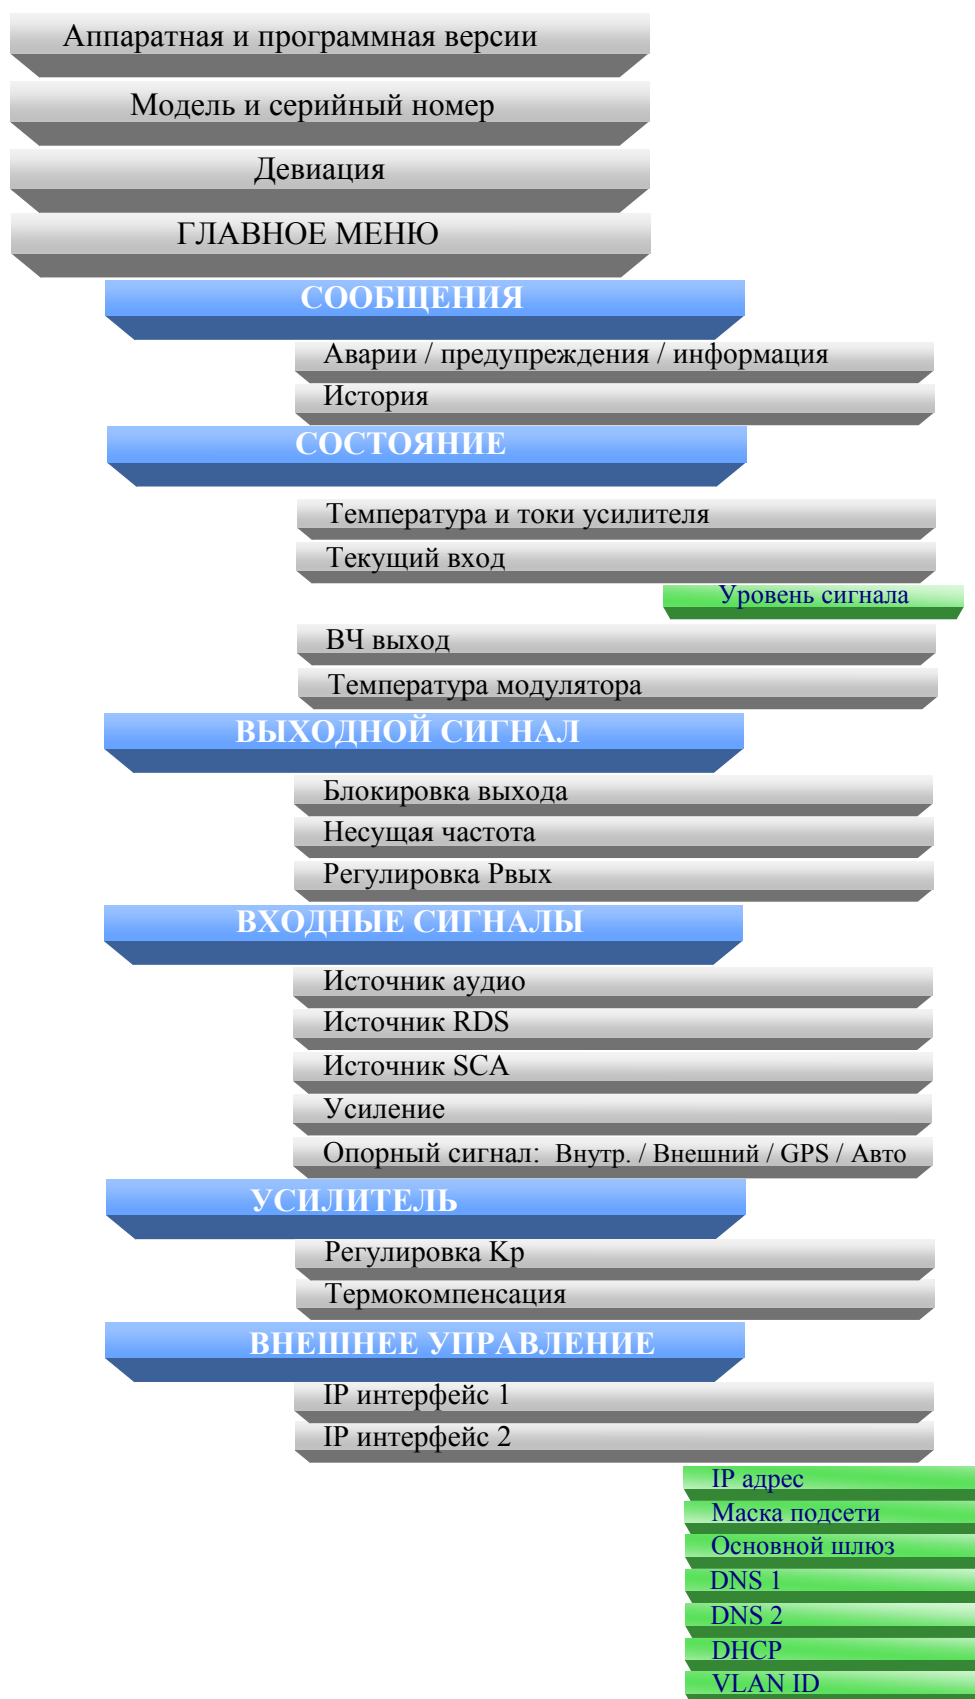 Аппаратная и программная версии
Модель и серийный номер
Девиация
ГЛАВНОЕ МЕНЮ
СООБЩЕНИЯ
Аварии / предупреждения / информация
История
СОСТОЯНИЕ
Температура и токи усилителя
Текущий вход
Уровень сигнала
ВЧ выход
Температура модулятора
ВЫХОДНОЙ СИГНАЛ
Блокировка выхода
Несущая частота
Регулировка Рвых
ВХОДНЫЕ СИГНАЛЫ
Источник аудио
Источник RDS
Источник SCA
Усиление
Опорный сигнал: Внутр. / Внешний / GPS / Авто
УСИЛИТЕЛЬ
Регулировка Кр
Термокомпенсация
ВНЕШНЕЕ УПРАВЛЕНИЕ
IP интерфейс 1
IP интерфейс 2
IP адрес
Маска подсети
Основной шлюз
DNS 1
DNS 2
DHCP
VLAN ID